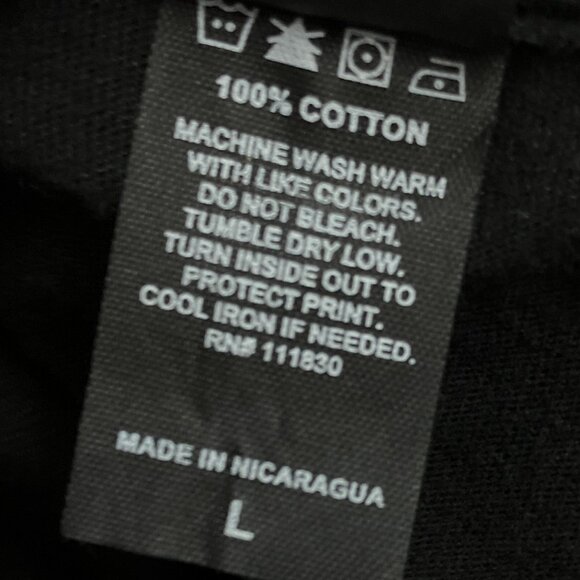 100% COTTON
MACHINE WASH WARM
WITH LIKE COLORS.
DO NOT BLEACH.
TUMBLE DRY LOW.
TURN INSIDE OUT TO
PROTECT PRINT.
COOL IRON IF NEEDED.
RN# 111830
MADE IN NICARAGUA
L